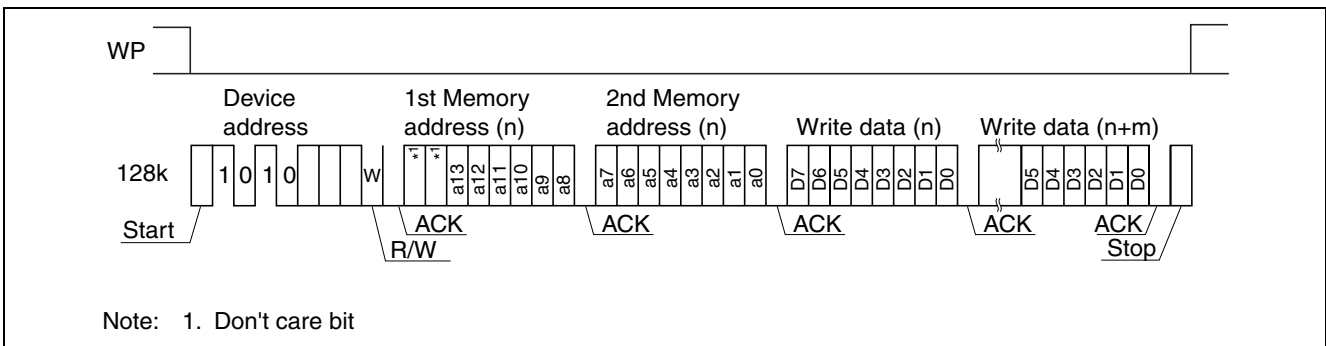 WP
Device address
1st Memory address (n)
2nd Memory address (n)
Write data (n)
Write data (n+m)
128k
1 0 1 0 W
*1 *1 a13 a12 a11 a10 a9 a8
a7 a6 a5 a4 a3 a2 a1 a0
D7 D6 D5 D4 D3 D2 D1 D0
D5 D4 D3 D2 D1 D0
Start
ACK
ACK
ACK
ACK
ACK
R/W
Stop
Note: 1. Don't care bit